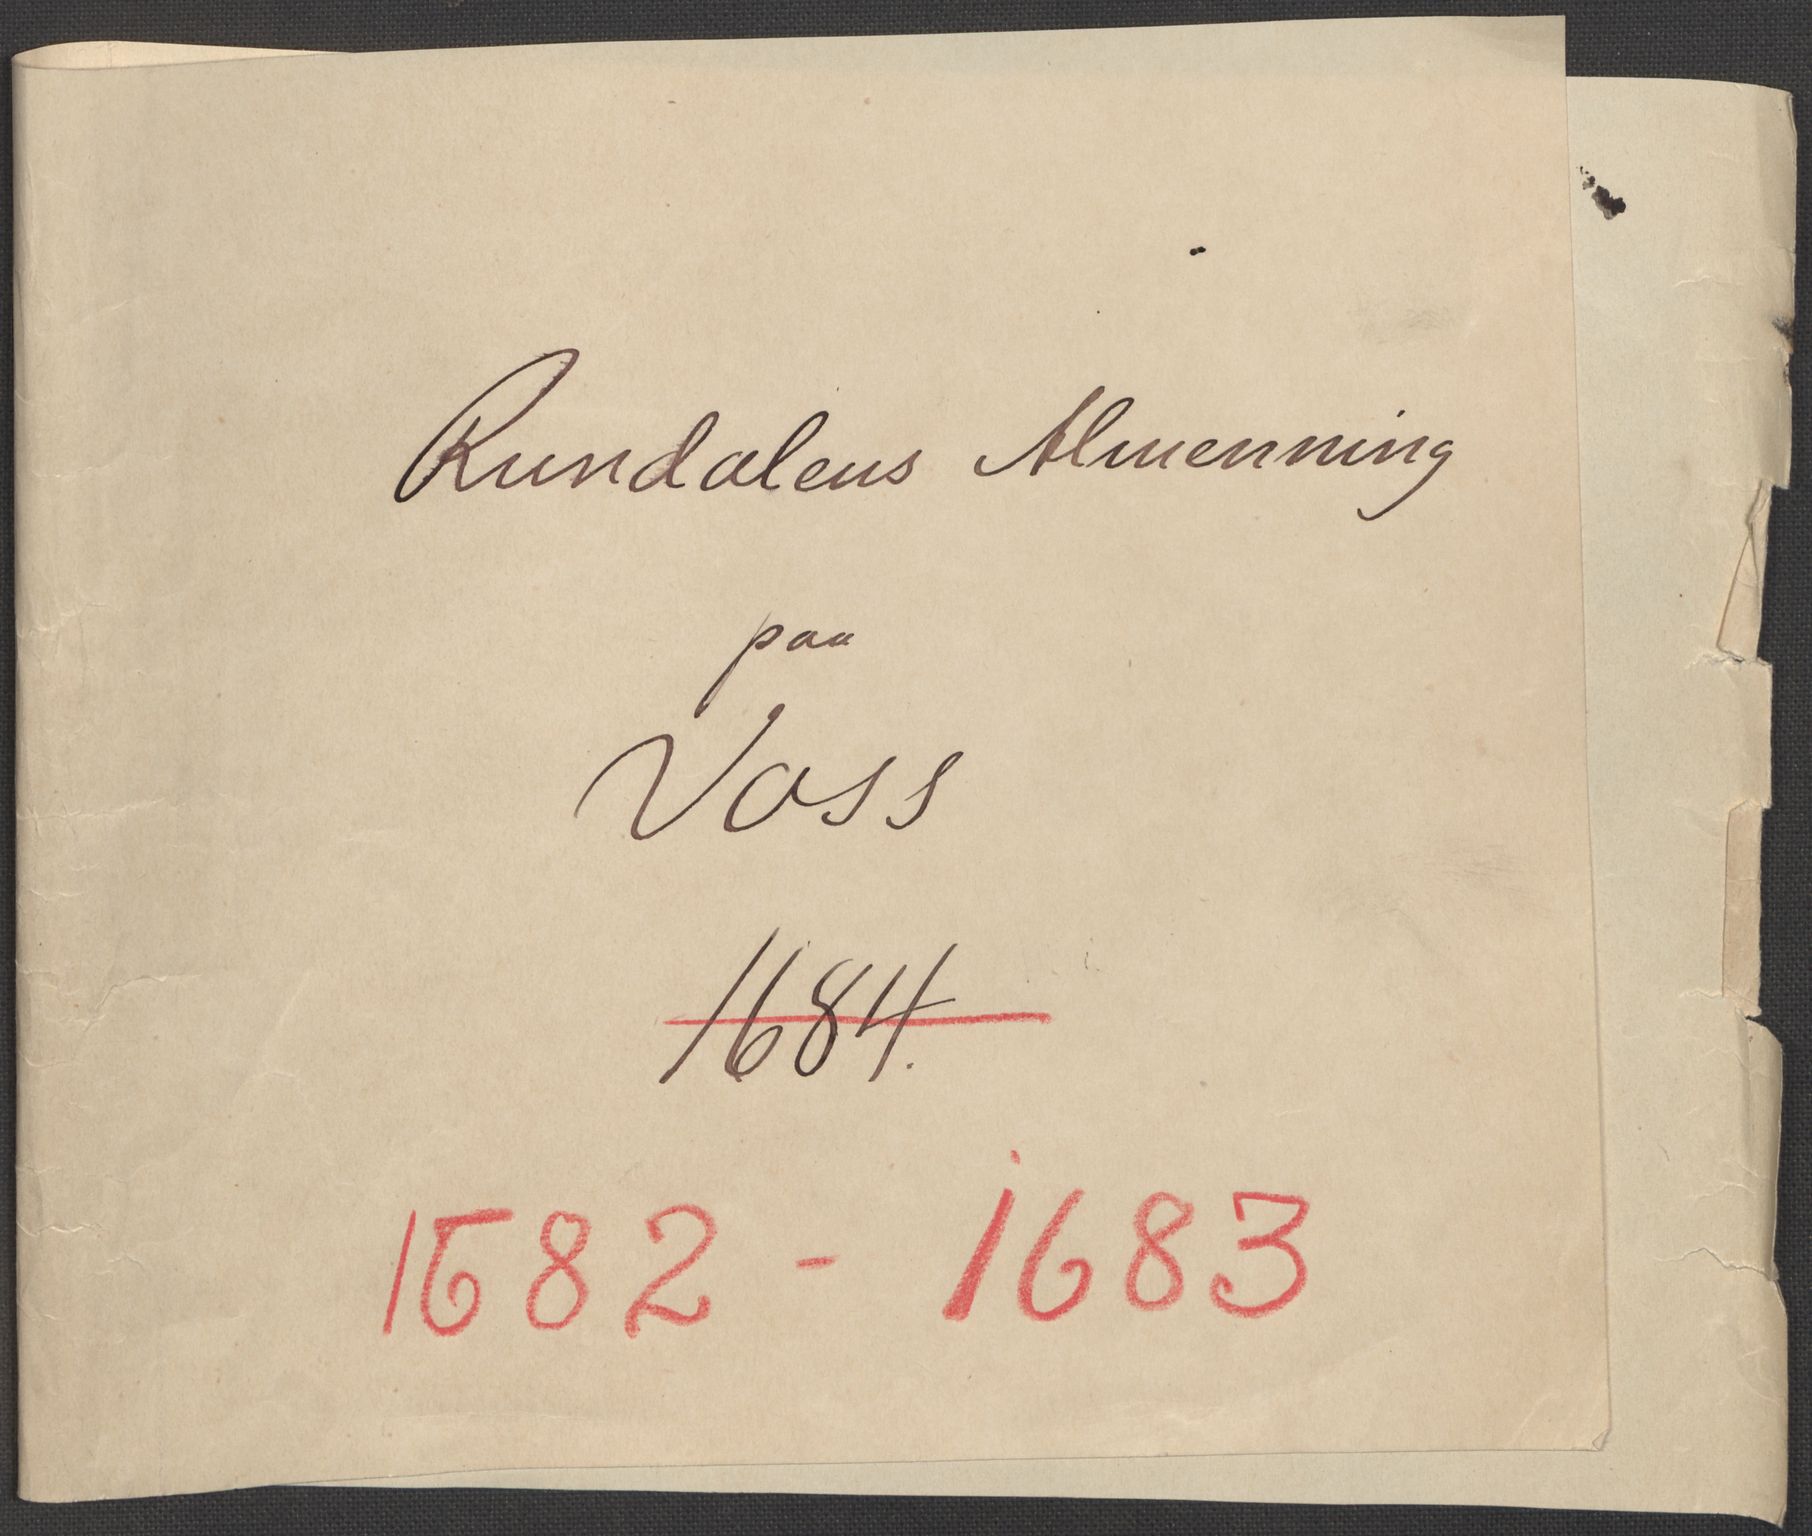 Rundalens Almenning
paa
Voss
1684.
1682 - 1683